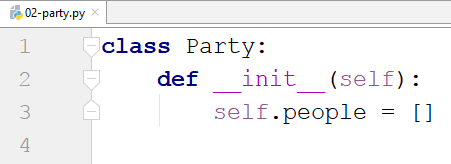 02-party.py
1 class Party:
2     def __init__(self):
3         self.people = []
4